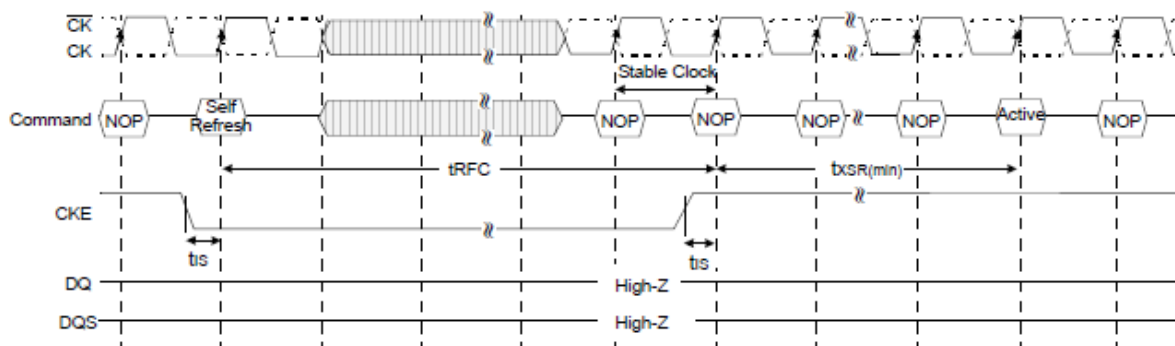 CK
CK
Stable Clock
Command NOP Self Refresh NOP NOP NOP NOP Active NOP
tRFC tXSR(min)
CKE
tIS tIS
DQ High-Z
DQS High-Z